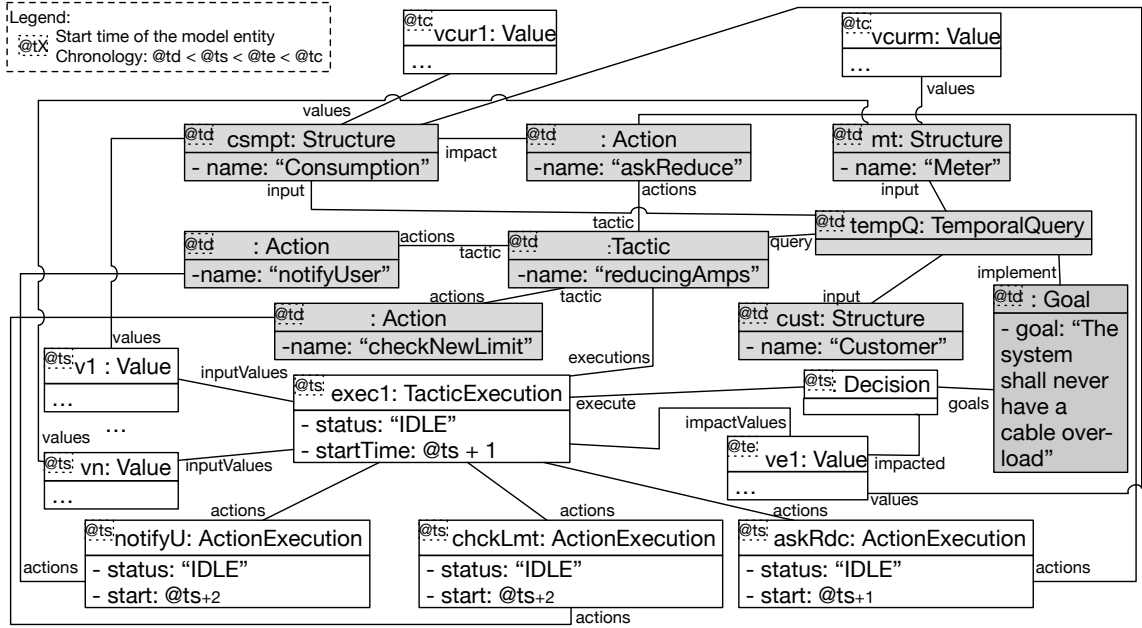 Legend:
@tX Start time of the model entity
Chronology: @td < @ts < @te < @tc
@tc vcur1: Value
...
@tc vcurm: Value
...
values
values
@td csmpt: Structure
- name: “Consumption”
impact
@td : Action
- name: “askReduce”
@td mt: Structure
- name: “Meter”
input
actions
input
tactic
@td tempQ: TemporalQuery
@td : Action
-name: “notifyUser”
actions
tactic
@td :Tactic
-name: “reducingAmps”
query
implement
actions
tactic
input
@td : Action
-name: “checkNewLimit”
@td cust: Structure
- name: “Customer”
@td : Goal
- goal: “The
system
shall never
have a
cable over-
load”
values
executions
@ts v1 : Value
...
...
inputValues
@ts exec1: TacticExecution
- status: “IDLE”
- startTime: @ts + 1
execute
@ts : Decision
goals
values
@ts vn: Value
...
inputValues
impactValues
@te ve1: Value
...
impacted
values
actions
actions
actions
@ts notifyU: ActionExecution
- status: “IDLE”
- start: @ts+2
actions
@ts chckLmt: ActionExecution
- status: “IDLE”
- start: @ts+2
actions
@ts askRdc: ActionExecution
- status: “IDLE”
- start: @ts+1
actions